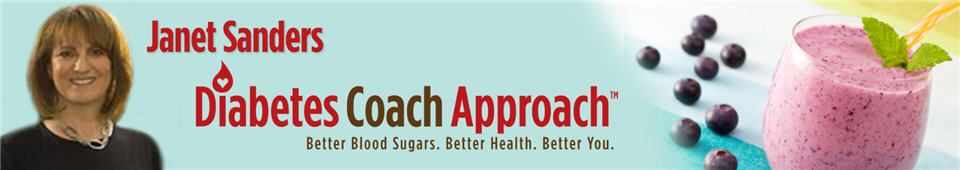 Janet Sanders
Diabetes Coach Approach™
Better Blood Sugars. Better Health. Better You.